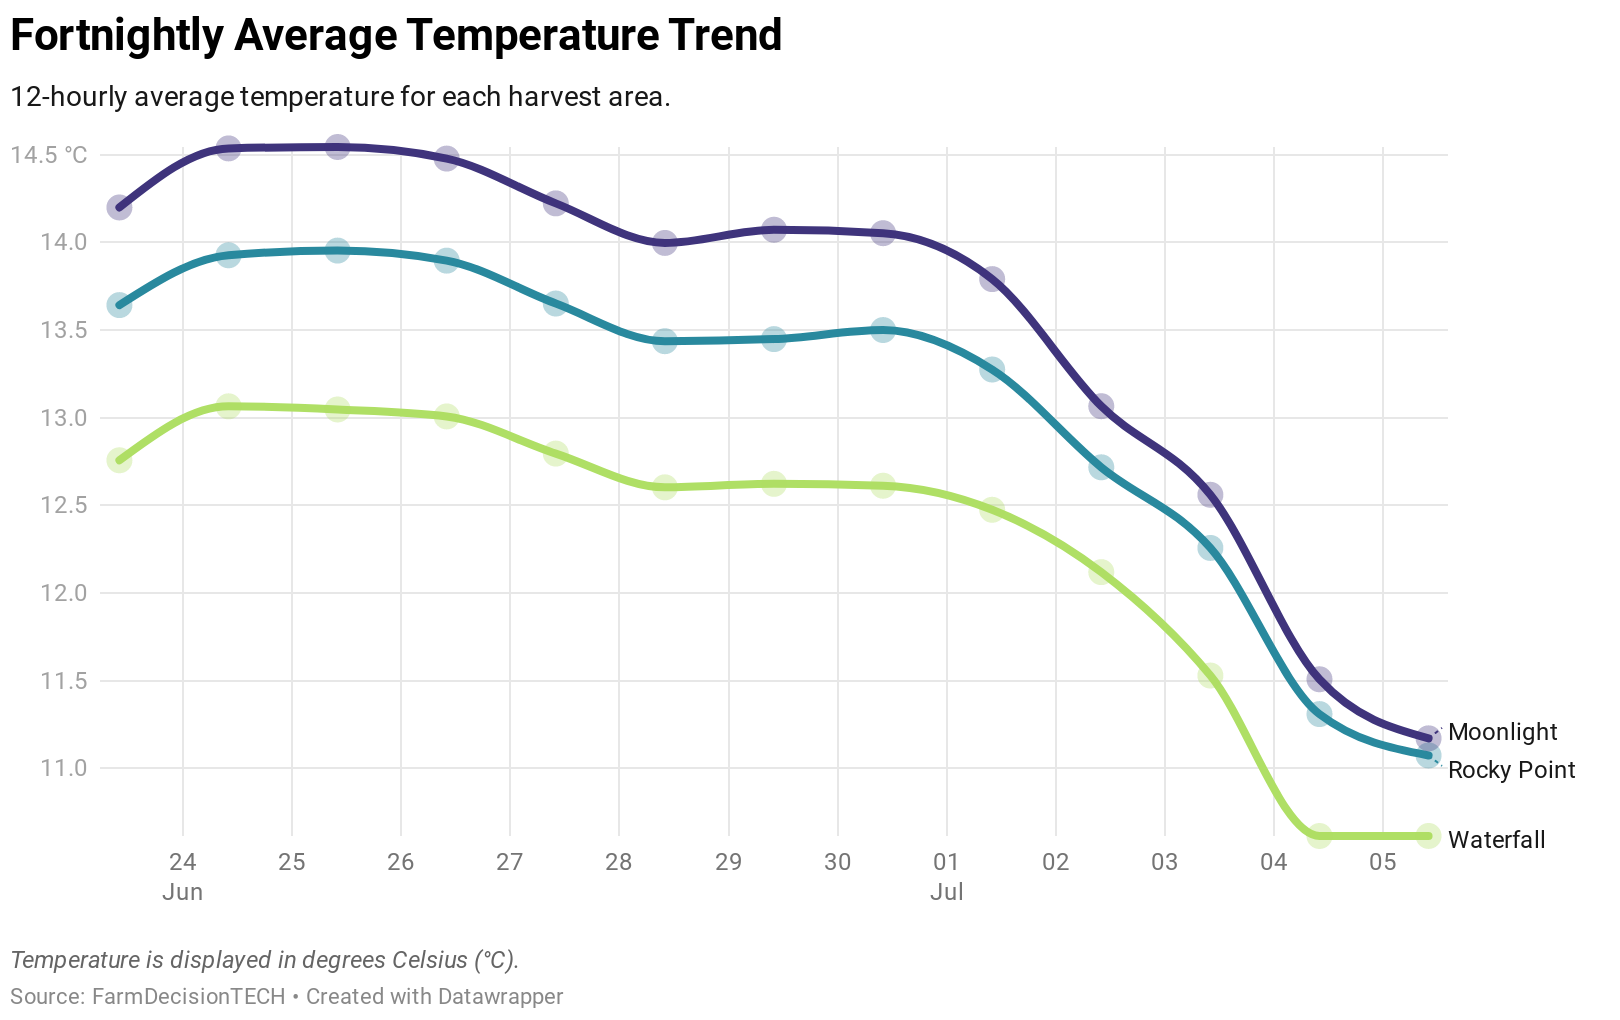 Fortnightly Average Temperature Trend
12-hourly average temperature for each harvest area.
14.5 °C
14.0
13.5
13.0
12.5
12.0
11.5
11.0
Moonlight
Rocky Point
Waterfall
24 25 26 27 28 29 30 01 02 03 04 05
Jun Jul
Temperature is displayed in degrees Celsius (°C).
Source: FarmDecisionTECH • Created with Datawrapper